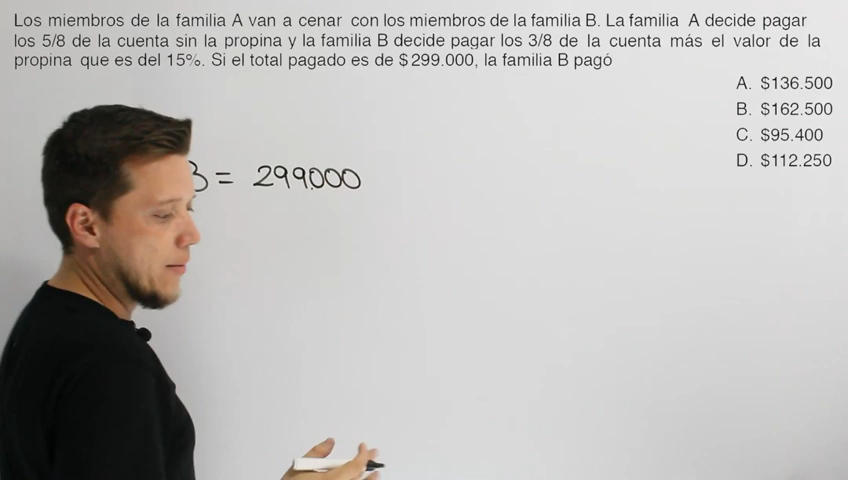 Los miembros de la familia A van a cenar con los miembros de la familia B. La familia A decide pagar
los 5/8 de la cuenta sin la propina y la familia B decide pagar los 3/8 de la cuenta más el valor de la
propina que es del 15%. Si el total pagado es de $299.000, la familia B pagó
A. $136.500
B. $162.500
C. $95.400
D. $112.250
B = 299.000